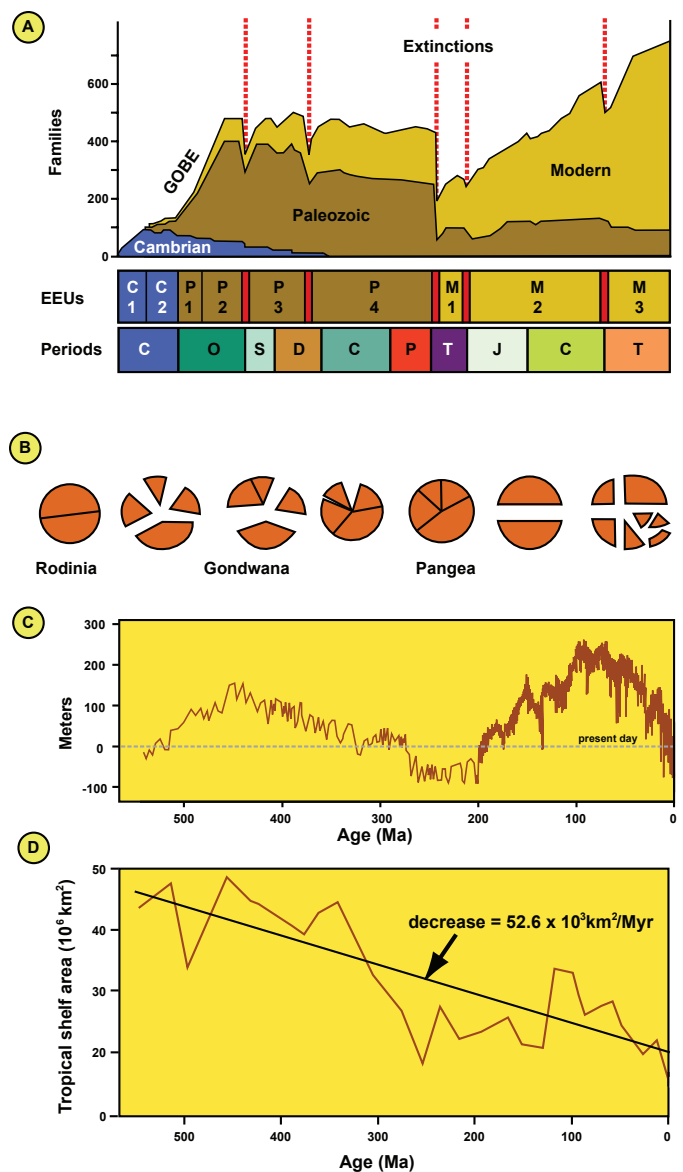 A
Extinctions
Families
600
400
200
0
GOBE
Modern
Paleozoic
Cambrian
EEUs
C 1
C 2
P 1
P 2
P 3
P 4
M 1
M 2
M 3
Periods
C
O
S
D
C
P
T
J
C
T
B
Rodinia
Gondwana
Pangea
C
Meters
300
200
100
0
-100
present day
500
400
300
200
100
0
Age (Ma)
D
Tropical shelf area (10⁶ km²)
50
40
30
20
0
decrease = 52.6 x 10³km²/Myr
500
400
300
200
100
0
Age (Ma)